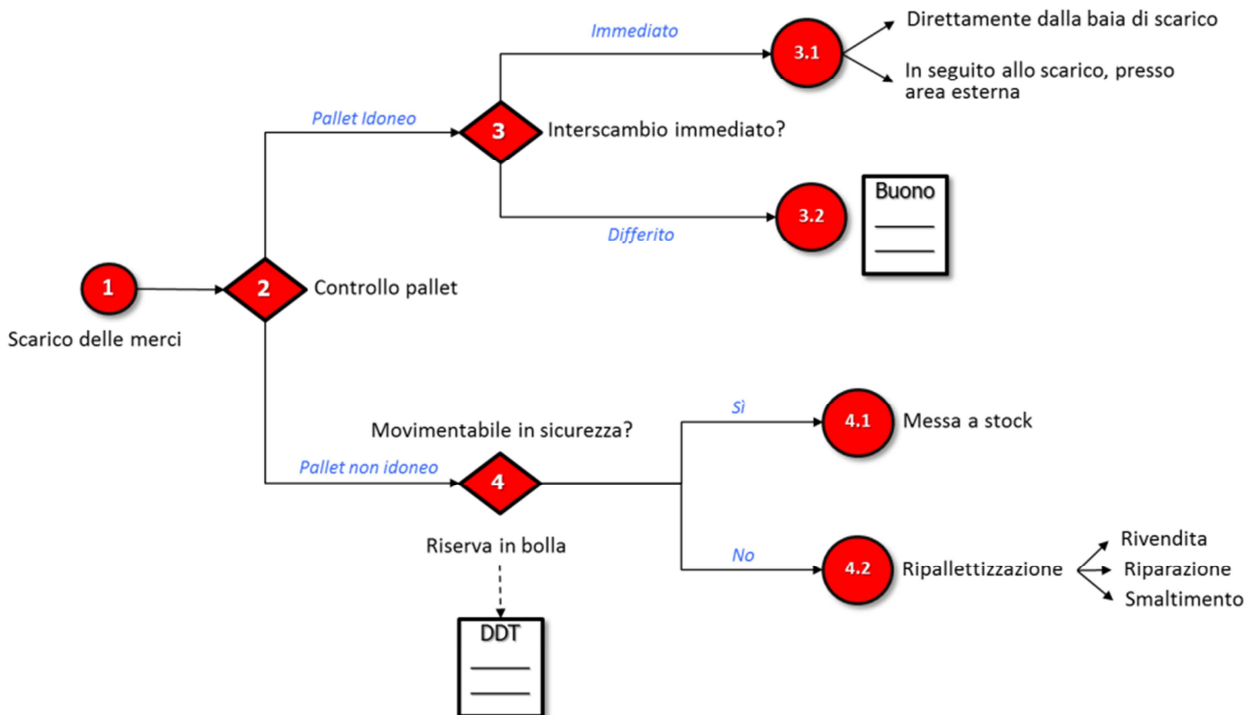 Immediato
3.1
Direttamente dalla baia di scarico
In seguito allo scarico, presso
area esterna
Pallet Idoneo
3
Interscambio immediato?
Differito
3.2
Buono
1
Scarico delle merci
2
Controllo pallet
Movimentabile in sicurezza?
Pallet non idoneo
4
Riserva in bolla
DDT
Sì
4.1
Messa a stock
No
4.2
Ripallettizzazione
Rivendita
Riparazione
Smaltimento